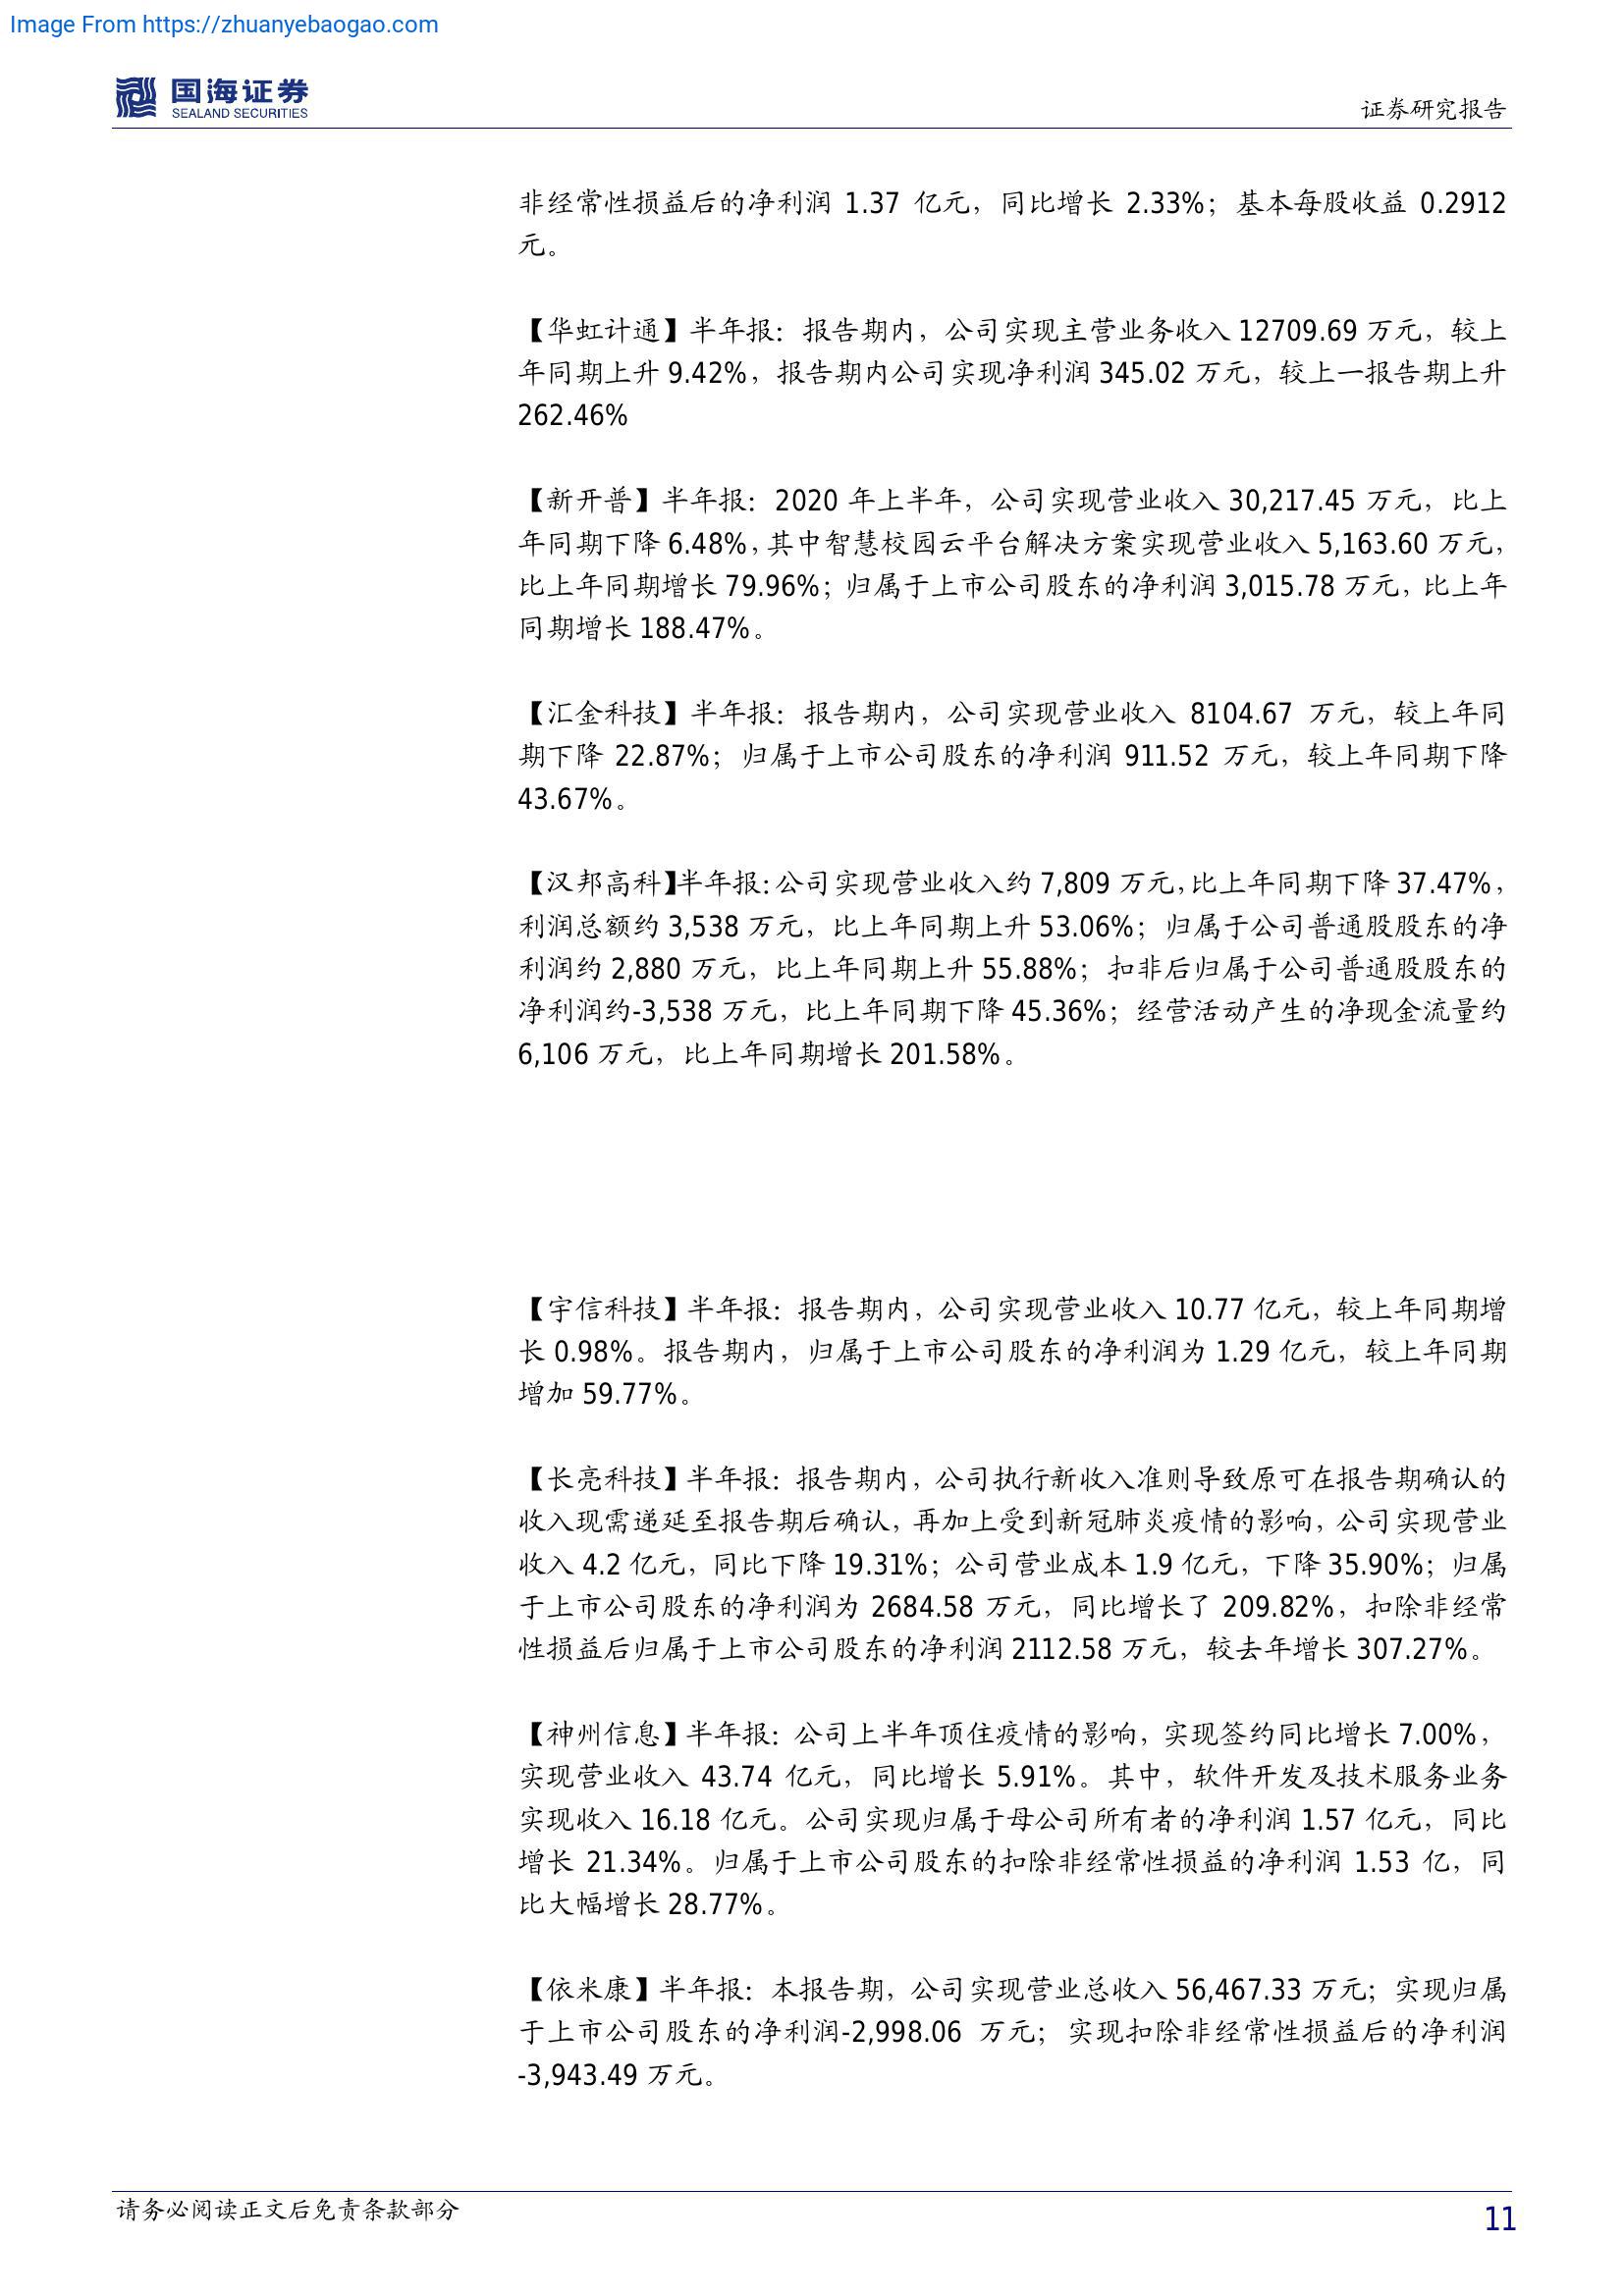 Image From https://zhuanyebaogao.com
国海证券
SEALAND SECURITIES
证券研究报告
非经常性损益后的净利润 1.37 亿元，同比增长 2.33%；基本每股收益 0.2912
元。
【华虹计通】半年报：报告期内，公司实现主营业务收入 12709.69 万元，较上
年同期上升 9.42%，报告期内公司实现净利润 345.02 万元，较上一报告期上升
262.46%
【新开普】半年报：2020 年上半年，公司实现营业收入 30,217.45 万元，比上
年同期下降 6.48%，其中智慧校园云平台解决方案实现营业收入 5,163.60 万元，
比上年同期增长 79.96%；归属于上市公司股东的净利润 3,015.78 万元，比上年
同期增长 188.47%。
【汇金科技】半年报：报告期内，公司实现营业收入 8104.67 万元，较上年同
期下降 22.87%；归属于上市公司股东的净利润 911.52 万元，较上年同期下降
43.67%。
【汉邦高科】半年报：公司实现营业收入约 7,809 万元，比上年同期下降 37.47%，
利润总额约 3,538 万元，比上年同期上升 53.06%；归属于公司普通股股东的净
利润约 2,880 万元，比上年同期上升 55.88%；扣非后归属于公司普通股股东的
净利润约-3,538 万元，比上年同期下降 45.36%；经营活动产生的净现金流量约
6,106 万元，比上年同期增长 201.58%。
【宇信科技】半年报：报告期内，公司实现营业收入 10.77 亿元，较上年同期增
长 0.98%。报告期内，归属于上市公司股东的净利润为 1.29 亿元，较上年同期
增加 59.77%。
【长亮科技】半年报：报告期内，公司执行新收入准则导致原可在报告期确认的
收入现需递延至报告期后确认，再加上受到新冠肺炎疫情的影响，公司实现营业
收入 4.2 亿元，同比下降 19.31%；公司营业成本 1.9 亿元，下降 35.90%；归属
于上市公司股东的净利润为 2684.58 万元，同比增长了 209.82%，扣除非经常
性损益后归属于上市公司股东的净利润 2112.58 万元，较去年增长 307.27%。
【神州信息】半年报：公司上半年顶住疫情的影响，实现签约同比增长 7.00%，
实现营业收入 43.74 亿元，同比增长 5.91%。其中，软件开发及技术服务业务
实现收入 16.18 亿元。公司实现归属于母公司所有者的净利润 1.57 亿元，同比
增长 21.34%。归属于上市公司股东的扣除非经常性损益的净利润 1.53 亿，同
比大幅增长 28.77%。
【依米康】半年报：本报告期，公司实现营业总收入 56,467.33 万元；实现归属
于上市公司股东的净利润-2,998.06 万元；实现扣除非经常性损益后的净利润
-3,943.49 万元。
请务必阅读正文后免责条款部分
11